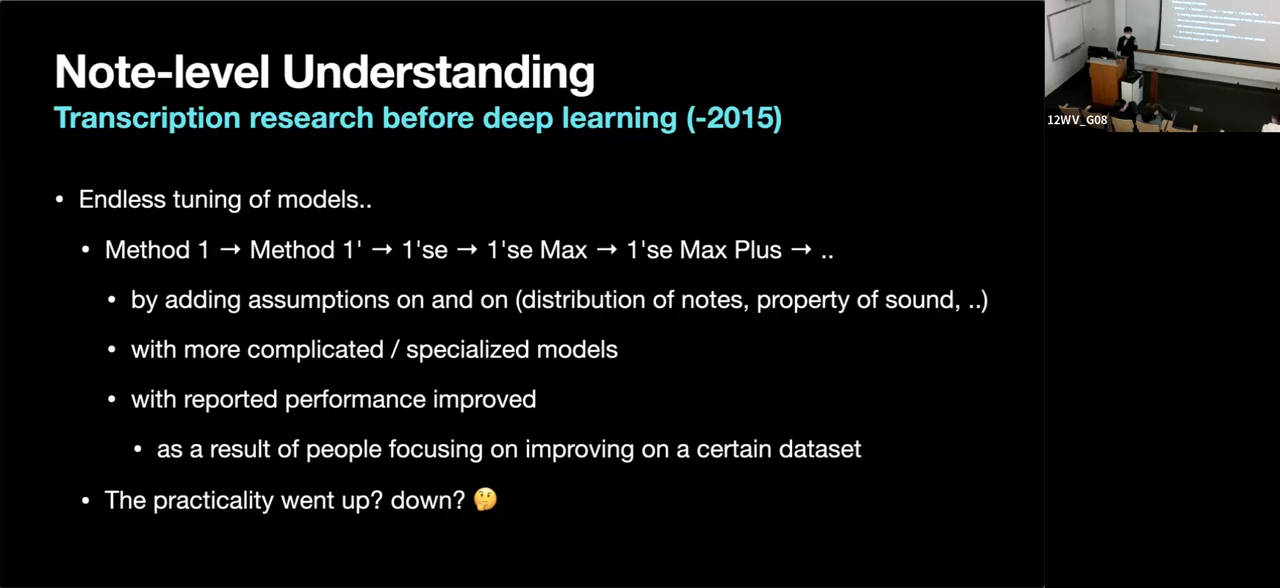 Note-level Understanding
Transcription research before deep learning (-2015)
• Endless tuning of models..
• Method 1 → Method 1' → 1'se → 1'se Max → 1'se Max Plus → ..
• by adding assumptions on and on (distribution of notes, property of sound, ..)
• with more complicated / specialized models
• with reported performance improved
• as a result of people focusing on improving on a certain dataset
• The practicality went up? down? 🤔
12WV_G08